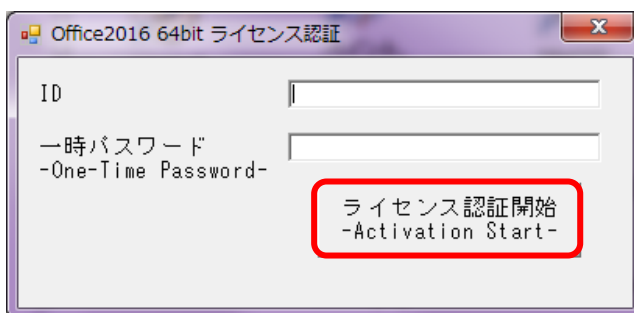 Office2016 64bit ライセンス認証
ID
一時パスワード
-One-Time Password-
ライセンス認証開始
-Activation Start-